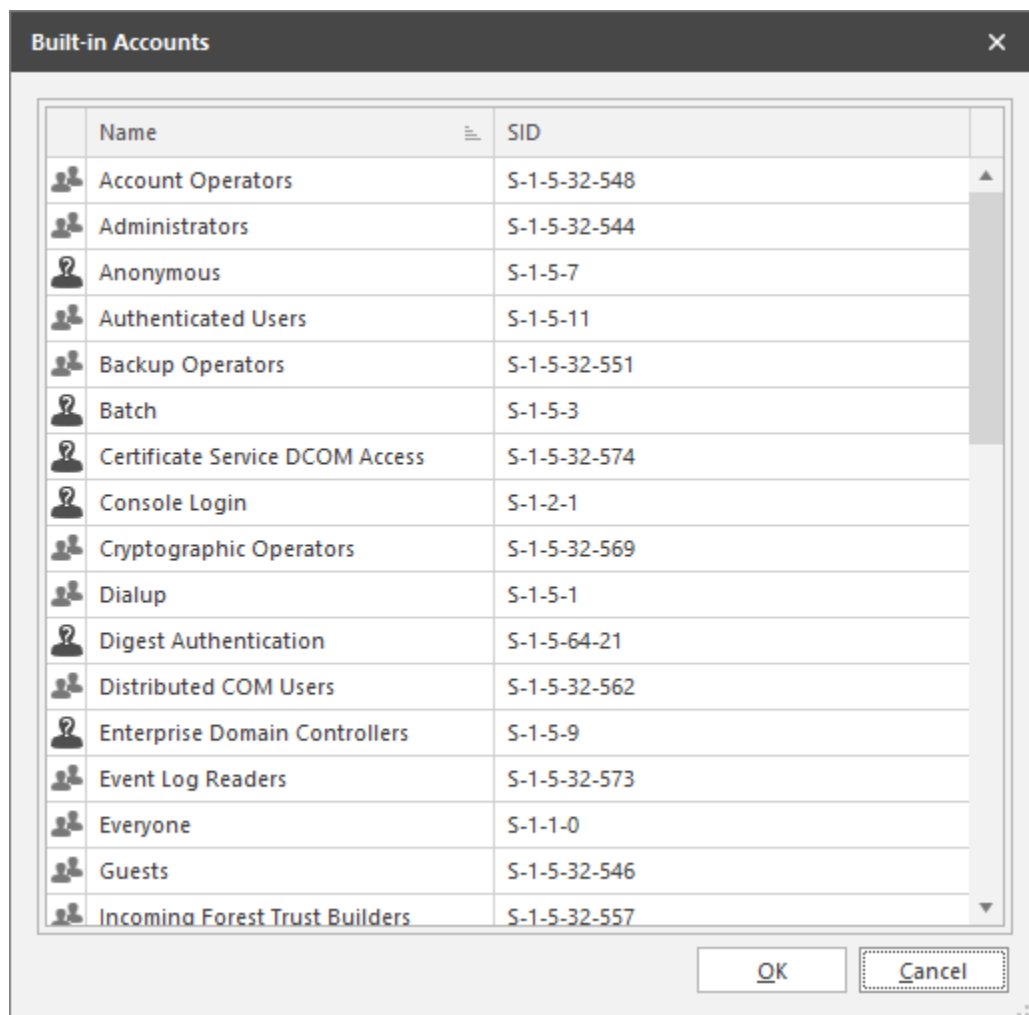 Built-in Accounts
Name SID
Account Operators S-1-5-32-548
Administrators S-1-5-32-544
Anonymous S-1-5-7
Authenticated Users S-1-5-11
Backup Operators S-1-5-32-551
Batch S-1-5-3
Certificate Service DCOM Access S-1-5-32-574
Console Login S-1-2-1
Cryptographic Operators S-1-5-32-569
Dialup S-1-5-1
Digest Authentication S-1-5-64-21
Distributed COM Users S-1-5-32-562
Enterprise Domain Controllers S-1-5-9
Event Log Readers S-1-5-32-573
Everyone S-1-1-0
Guests S-1-5-32-546
Incoming Forest Trust Builders S-1-5-32-557
OK Cancel